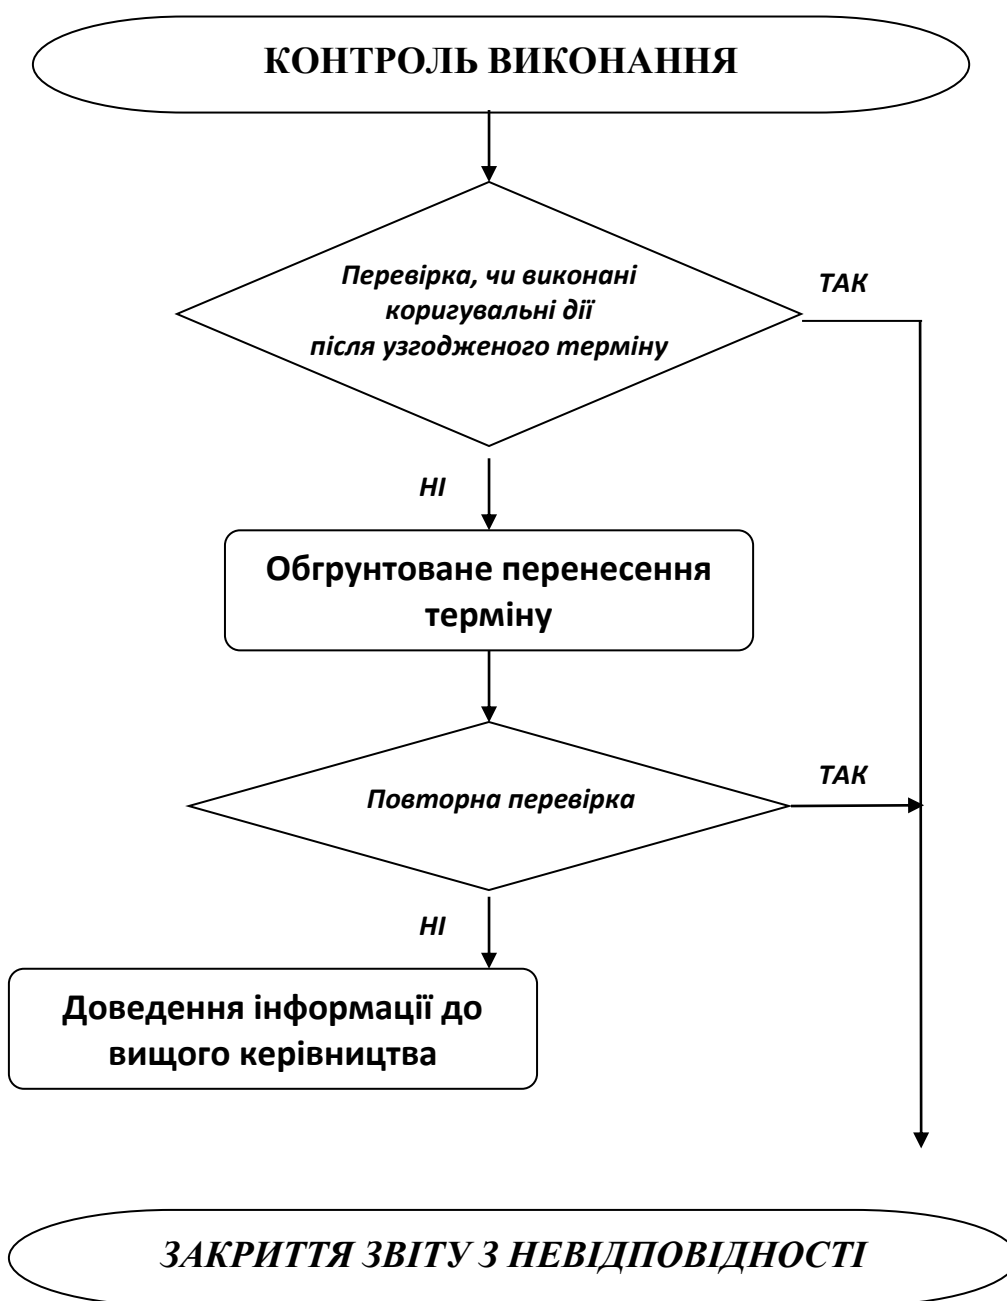 КОНТРОЛЬ ВИКОНАННЯ
Перевірка, чи виконані
коригувальні дії
після узгодженого терміну
ТАК
НІ
Обгрунтоване перенесення
терміну
Повторна перевірка
ТАК
НІ
Доведення інформації до
вищого керівництва
ЗАКРИТТЯ ЗВІТУ З НЕВІДПОВІДНОСТІ